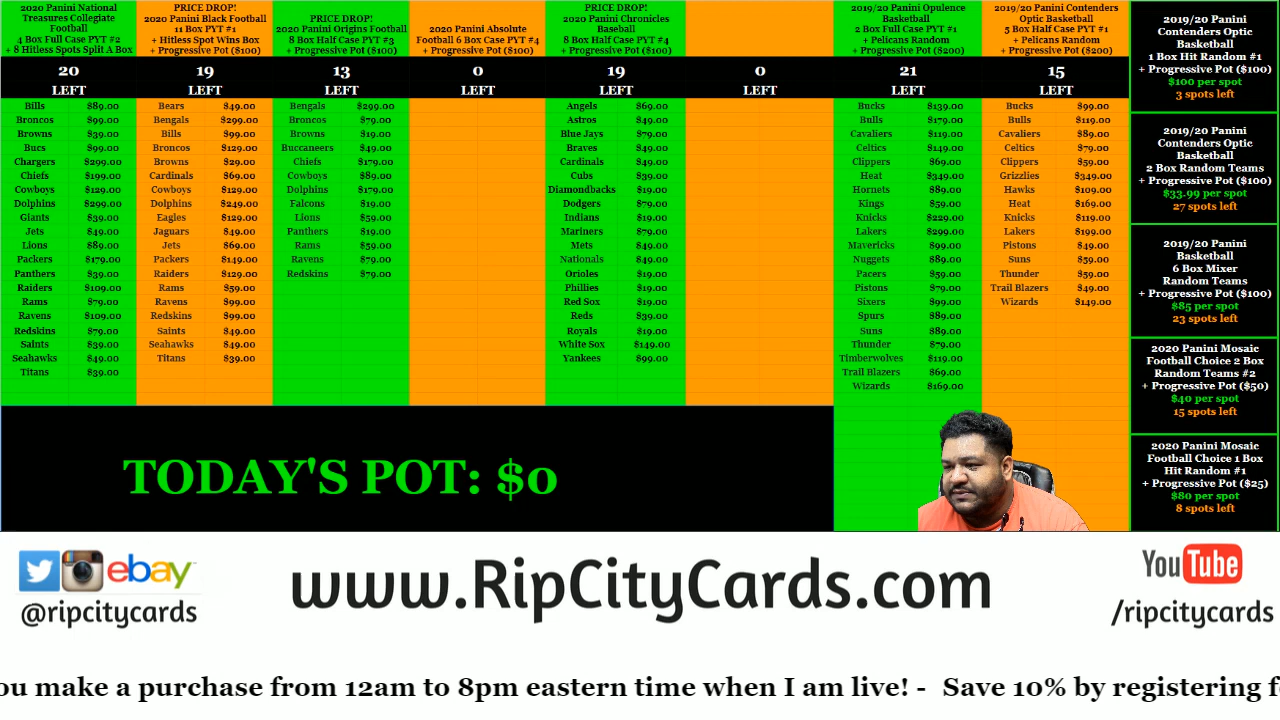 2020 Panini National
Treasures Collegiate
Football
4 Box Full Case PYT #2
+ 8 Hitless Spots Split A Box
20
LEFT
Bills $89.00
Broncos $99.00
Browns $39.00
Bucs $99.00
Chargers $299.00
Chiefs $199.00
Cowboys $129.00
Dolphins $299.00
Giants $39.00
Jets $49.00
Lions $89.00
Packers $179.00
Panthers $39.00
Raiders $109.00
Rams $79.00
Ravens $109.00
Redskins $79.00
Saints $39.00
Seahawks $49.00
Titans $39.00
PRICE DROP!
2020 Panini Black Football
11 Box PYT #1
+ Hitless Spot Wins Box
+ Progressive Pot ($100)
19
LEFT
Bears $49.00
Bengals $299.00
Bills $99.00
Broncos $129.00
Browns $29.00
Cardinals $69.00
Cowboys $129.00
Dolphins $249.00
Eagles $129.00
Jaguars $49.00
Jets $69.00
Packers $149.00
Raiders $129.00
Rams $59.00
Ravens $99.00
Redskins $99.00
Saints $49.00
Seahawks $49.00
Titans $39.00
PRICE DROP!
2020 Panini Origins Football
8 Box Half Case PYT #3
+ Progressive Pot ($100)
13
LEFT
Bengals $299.00
Broncos $79.00
Browns $19.00
Buccaneers $49.00
Chiefs $179.00
Cowboys $89.00
Dolphins $179.00
Falcons $19.00
Lions $59.00
Panthers $19.00
Rams $59.00
Ravens $79.00
Redskins $79.00
2020 Panini Absolute
Football 6 Box Case PYT #4
+ Progressive Pot ($100)
0
LEFT
PRICE DROP!
2020 Panini Chronicles
Baseball
8 Box Half Case PYT #4
+ Progressive Pot ($100)
19
LEFT
Angels $69.00
Astros $49.00
Blue Jays $79.00
Braves $49.00
Cardinals $49.00
Cubs $39.00
Diamondbacks $19.00
Dodgers $79.00
Indians $19.00
Mariners $79.00
Mets $49.00
Nationals $49.00
Orioles $19.00
Phillies $19.00
Red Sox $19.00
Reds $39.00
Royals $19.00
White Sox $149.00
Yankees $99.00
0
LEFT
2019/20 Panini Opulence
Basketball
2 Box Full Case PYT #1
+ Pelicans Random
+ Progressive Pot ($200)
21
LEFT
Bucks $139.00
Bulls $179.00
Cavaliers $119.00
Celtics $149.00
Clippers $69.00
Heat $349.00
Hornets $89.00
Kings $59.00
Knicks $229.00
Lakers $299.00
Mavericks $99.00
Nuggets $89.00
Pacers $59.00
Pistons $79.00
Sixers $99.00
Spurs $89.00
Suns $89.00
Thunder $79.00
Timberwolves $119.00
Trail Blazers $69.00
Wizards $169.00
2019/20 Panini Contenders
Optic Basketball
5 Box Half Case PYT #1
+ Pelicans Random
+ Progressive Pot ($200)
15
LEFT
Bucks $99.00
Bulls $119.00
Cavaliers $89.00
Celtics $79.00
Clippers $59.00
Grizzlies $349.00
Hawks $109.00
Heat $169.00
Knicks $119.00
Lakers $199.00
Pistons $49.00
Suns $59.00
Thunder $59.00
Trail Blazers $49.00
Wizards $149.00
2019/20 Panini
Contenders Optic
Basketball
1 Box Hit Random #1
+ Progressive Pot ($100)
$100 per spot
3 spots left
2019/20 Panini
Contenders Optic
Basketball
2 Box Random Teams
+ Progressive Pot ($100)
$33.99 per spot
27 spots left
2019/20 Panini
Basketball
6 Box Mixer
Random Teams
+ Progressive Pot ($100)
$85 per spot
23 spots left
2020 Panini Mosaic
Football Choice 2 Box
Random Teams #2
+ Progressive Pot ($50)
$40 per spot
15 spots left
2020 Panini Mosaic
Football Choice 1 Box
Hit Random #1
+ Progressive Pot ($25)
$80 per spot
8 spots left
TODAY'S POT: $0
ebay
@ripcitycards
www.RipCityCards.com
YouTube
/ripcitycards
ou make a purchase from 12am to 8pm eastern time when I am live! - Save 10% by registering f